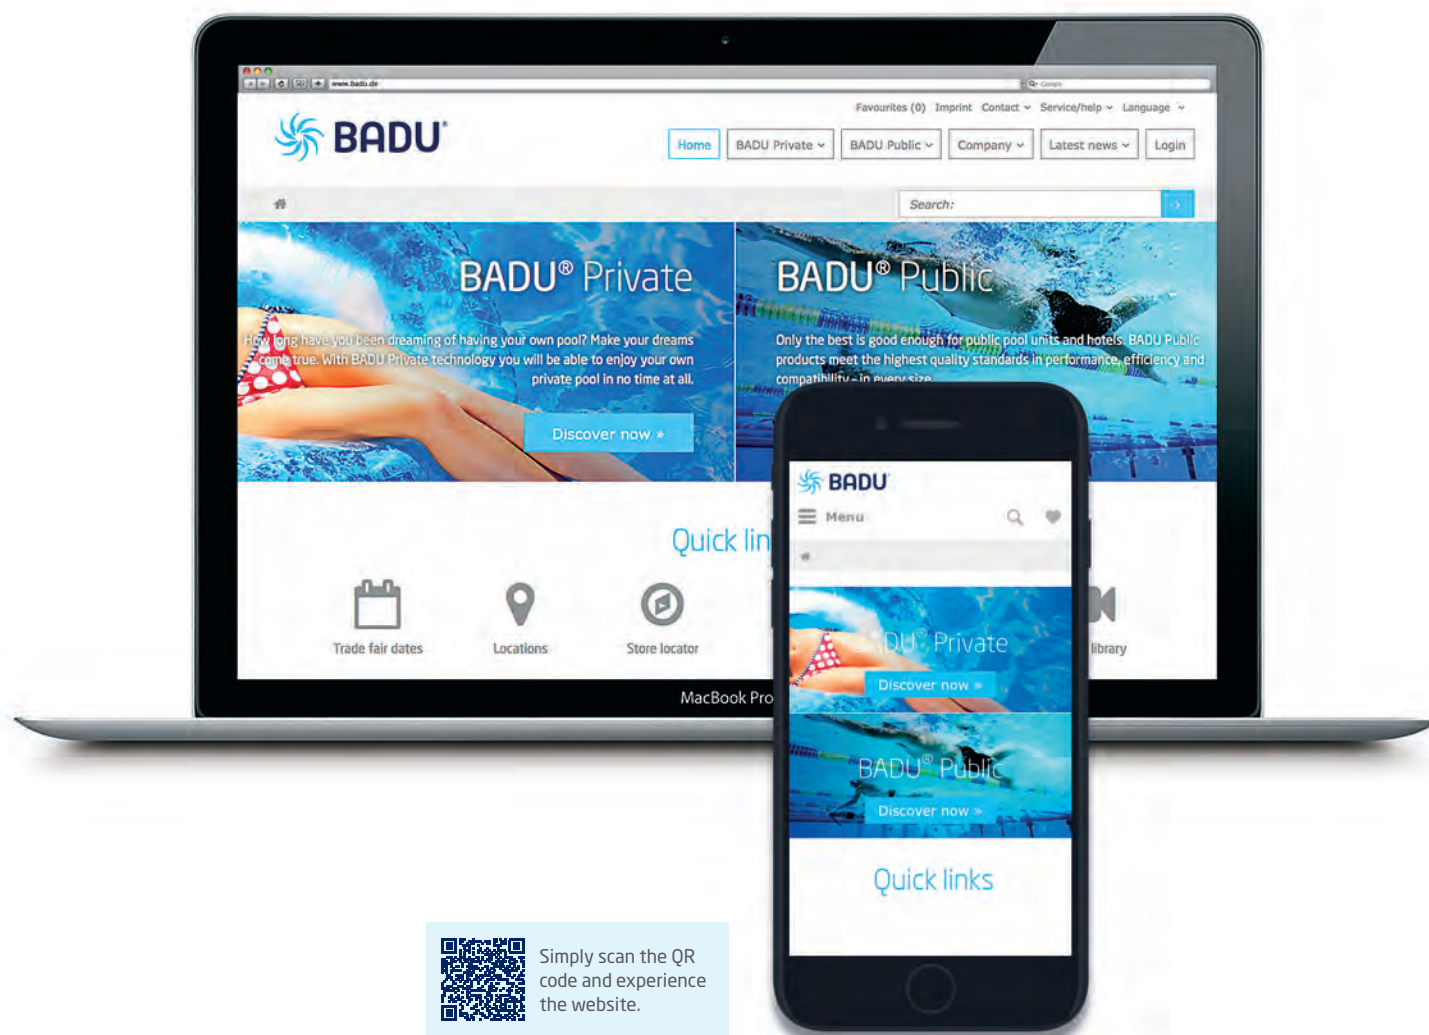 www.badu.de
Google
Favourites (0) Imprint Contact Service/help Language
BADU®
Home BADU Private BADU Public Company Latest news Login
Search:
BADU® Private
How long have you been dreaming of having your own pool? Make your dreams
come true. With BADU Private technology you will be able to enjoy your own
private pool in no time at all.
Discover now »
BADU® Public
Only the best is good enough for public pool units and hotels. BADU Public
products meet the highest quality standards in performance, efficiency and
compatibility - in every size.
Quick lin
Trade fair dates
Locations
Store locator
library
MacBook Pro
BADU
Menu
BADU® Private
Discover now »
BADU® Public
Discover now »
Quick links
Simply scan the QR
code and experience
the website.